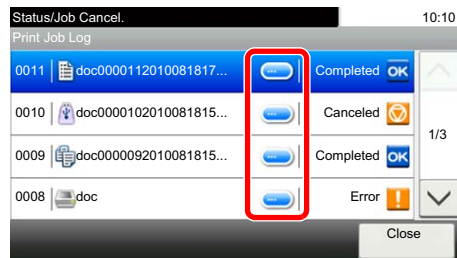 Status/Job Cancel. 10:10
Print Job Log
0011 doc0000112010081817... ... Completed OK
0010 doc0000102010081815... ... Canceled
1/3
0009 doc0000092010081815... ... Completed OK
0008 doc ... Error !
Close